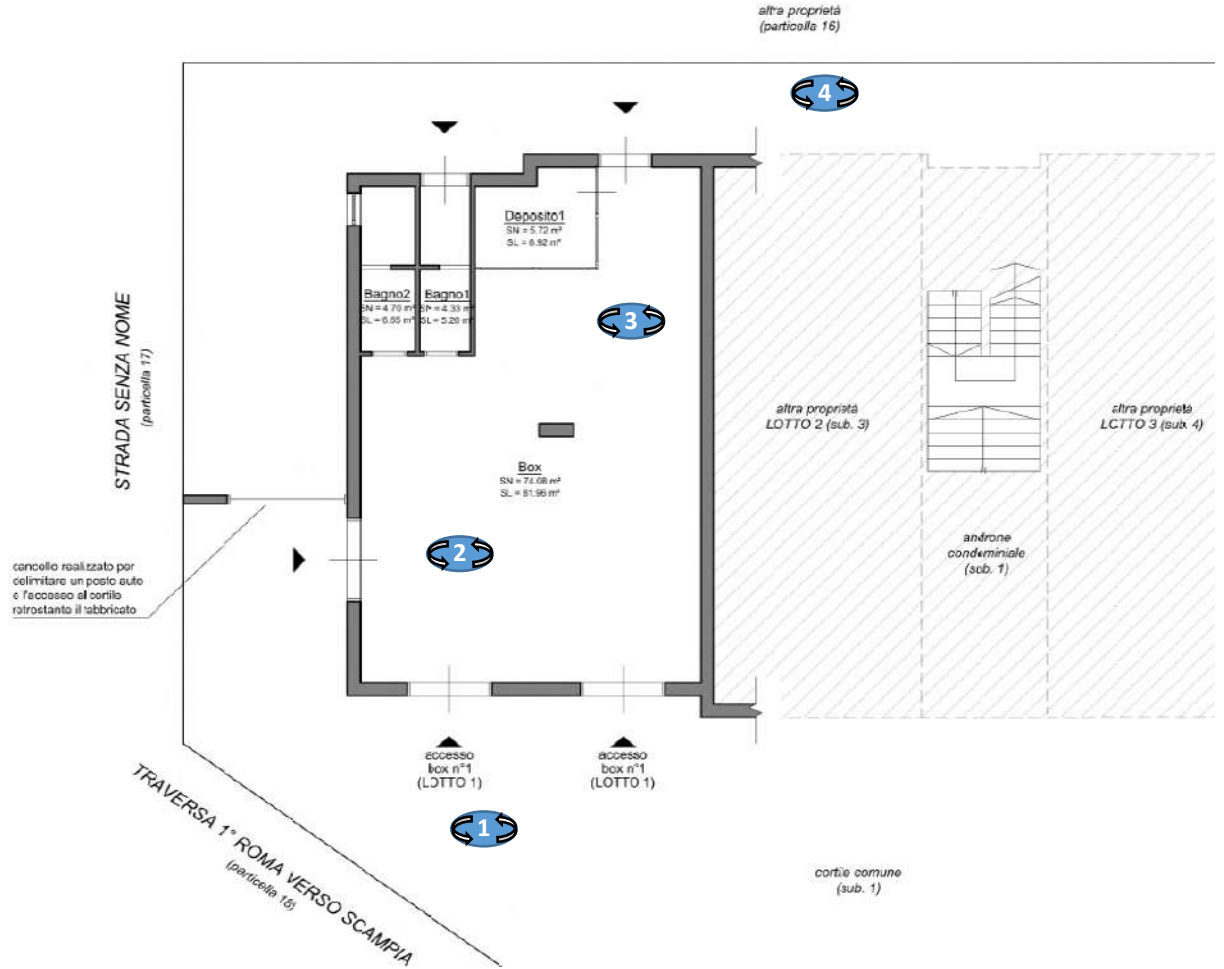 altra proprietà
(particella 16)
4
Deposito1
SN = 5.72 m²
SL = 6.92 m²
Bagno2
SN = 4.70 m²
SL = 6.65 m²
Bagno1
SN = 4.33 m²
SL = 5.20 m²
3
STRADA SENZA NOME
(particella 17)
altra proprietà
LOTTO 2 (sub. 3)
altra proprietà
LOTTO 3 (sub. 4)
Box
SN = 74.08 m²
SL = 81.96 m²
2
androne
condominiale
(sub. 1)
cancello realizzato per
delimitare un posto auto
e l'accesso al cortile
retrostante il fabbricato
accesso
box n°1
(LOTTO 1)
accesso
box n°1
(LOTTO 1)
1
TRAVERSA 1° ROMA VERSO SCAMPIA
(particella 18)
cortile comune
(sub. 1)